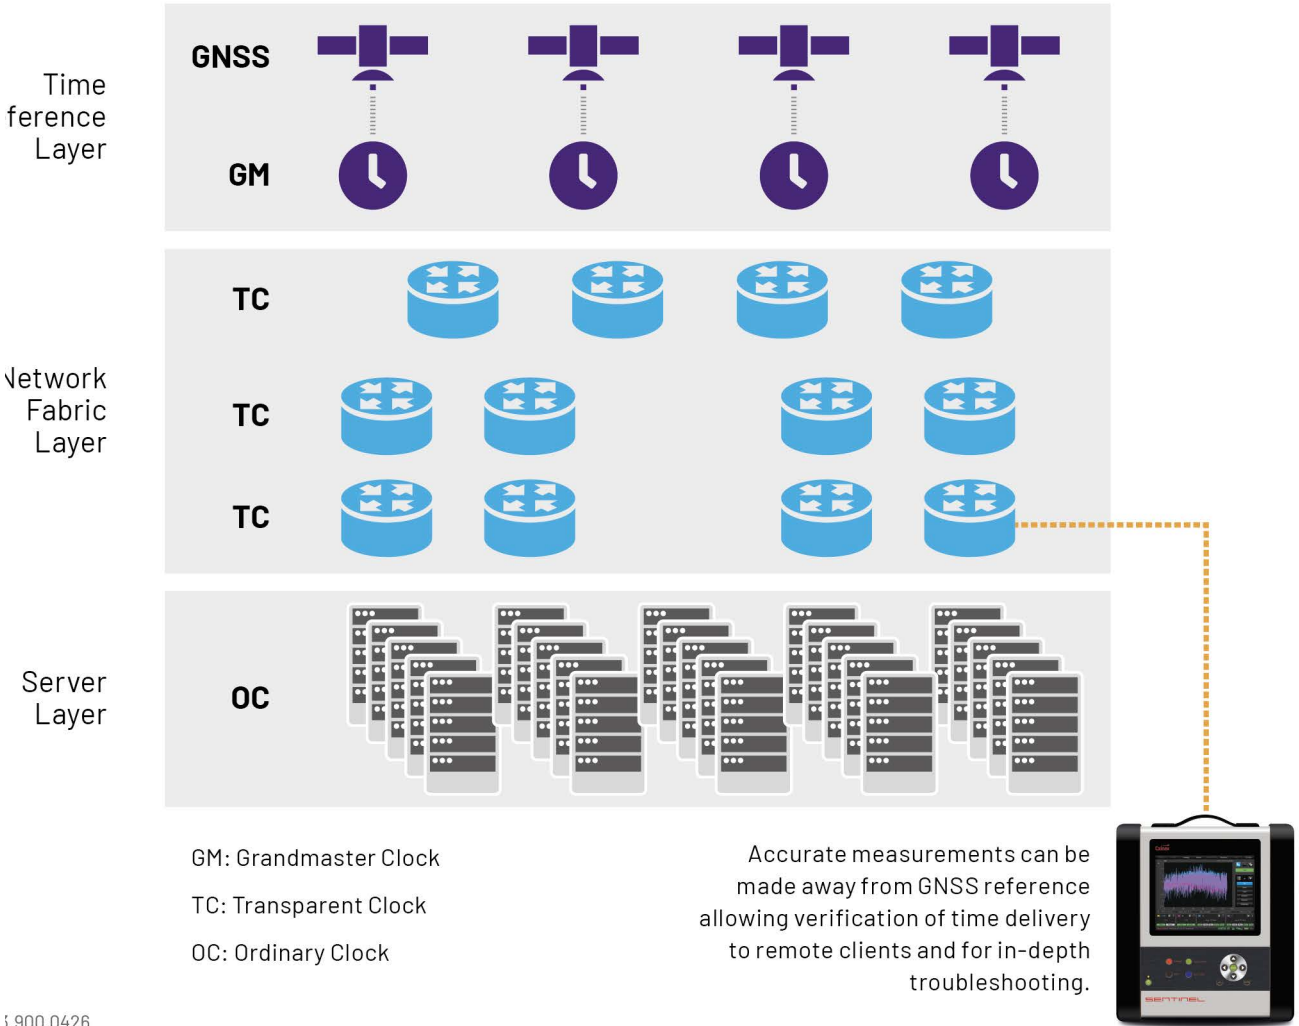 GNSS
Time
ference
Layer
GM
TC
Network
Fabric
Layer
TC
TC
Server
Layer
OC
GM: Grandmaster Clock
TC: Transparent Clock
OC: Ordinary Clock
Accurate measurements can be
made away from GNSS reference
allowing verification of time delivery
to remote clients and for in-depth
troubleshooting.
Calnex
SENTINEL
900.0426